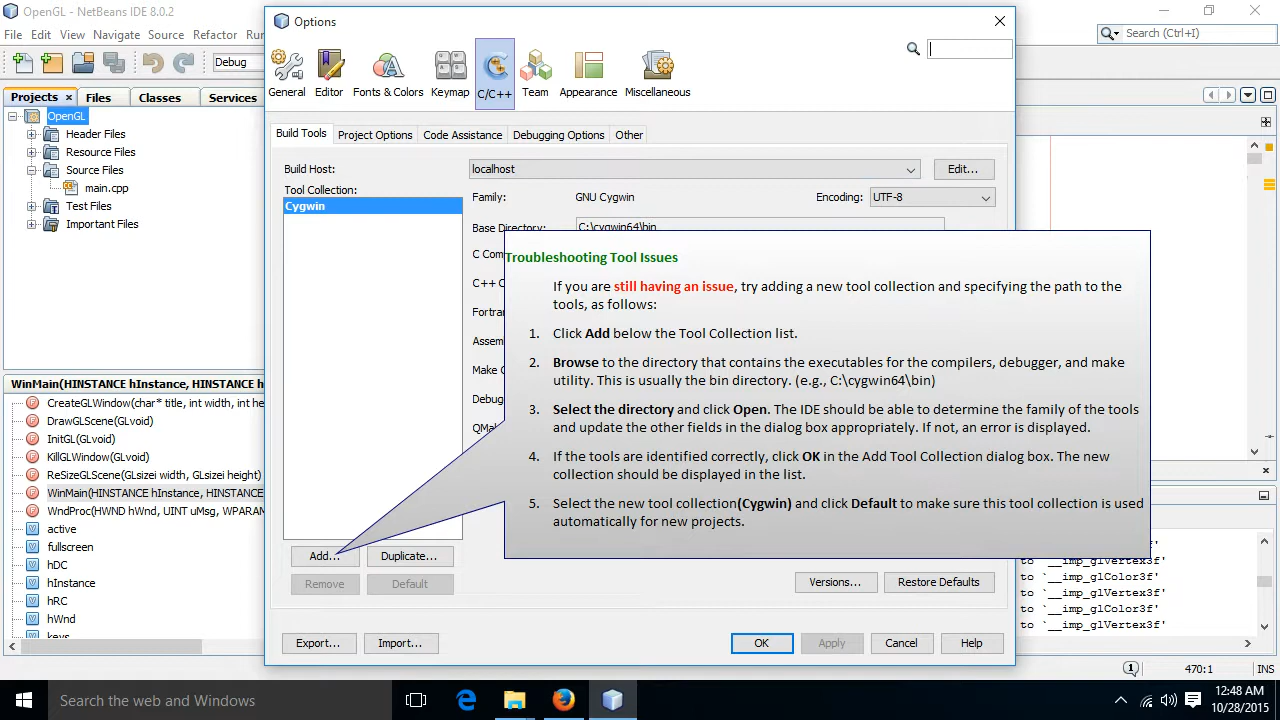 OpenGL - NetBeans IDE 8.0.2
File Edit View Navigate Source Refactor Run
Search (Ctrl+I)
Debug
Projects × Files Classes Services
OpenGL
Header Files
Resource Files
Source Files
main.cpp
Test Files
Important Files
WinMain(HINSTANCE hInstance, HINSTANCE h
CreateGLWindow(char* title, int width, int he
DrawGLScene(GLvoid)
InitGL(GLvoid)
KillGLWindow(GLvoid)
ReSizeGLScene(GLsizei width, GLsizei height)
WinMain(HINSTANCE hInstance, HINSTANCE
WndProc(HWND hWnd, UINT uMsg, WPARAM
active
fullscreen
hDC
hInstance
hRC
hWnd
keys
Options
General Editor Fonts & Colors Keymap C/C++ Team Appearance Miscellaneous
Build Tools Project Options Code Assistance Debugging Options Other
Build Host: localhost Edit...
Tool Collection:
Cygwin
Family: GNU Cygwin Encoding: UTF-8
Base Directory: C:\cygwin64\bin
C Com
C++ C
Fortra
Assem
Make C
Debug
QMa
Troubleshooting Tool Issues
If you are still having an issue, try adding a new tool collection and specifying the path to the
tools, as follows:
1. Click Add below the Tool Collection list.
2. Browse to the directory that contains the executables for the compilers, debugger, and make
utility. This is usually the bin directory. (e.g., C:\cygwin64\bin)
3. Select the directory and click Open. The IDE should be able to determine the family of the tools
and update the other fields in the dialog box appropriately. If not, an error is displayed.
4. If the tools are identified correctly, click OK in the Add Tool Collection dialog box. The new
collection should be displayed in the list.
5. Select the new tool collection(Cygwin) and click Default to make sure this tool collection is used
automatically for new projects.
Add... Duplicate...
Remove Default
Versions... Restore Defaults
Export... Import... OK Apply Cancel Help
to `__imp_glVertex3f'
to `__imp_glColor3f'
to `__imp_glVertex3f'
to `__imp_glColor3f'
to `__imp_glVertex3f'
470:1 INS
Search the web and Windows
12:48 AM
10/28/2015